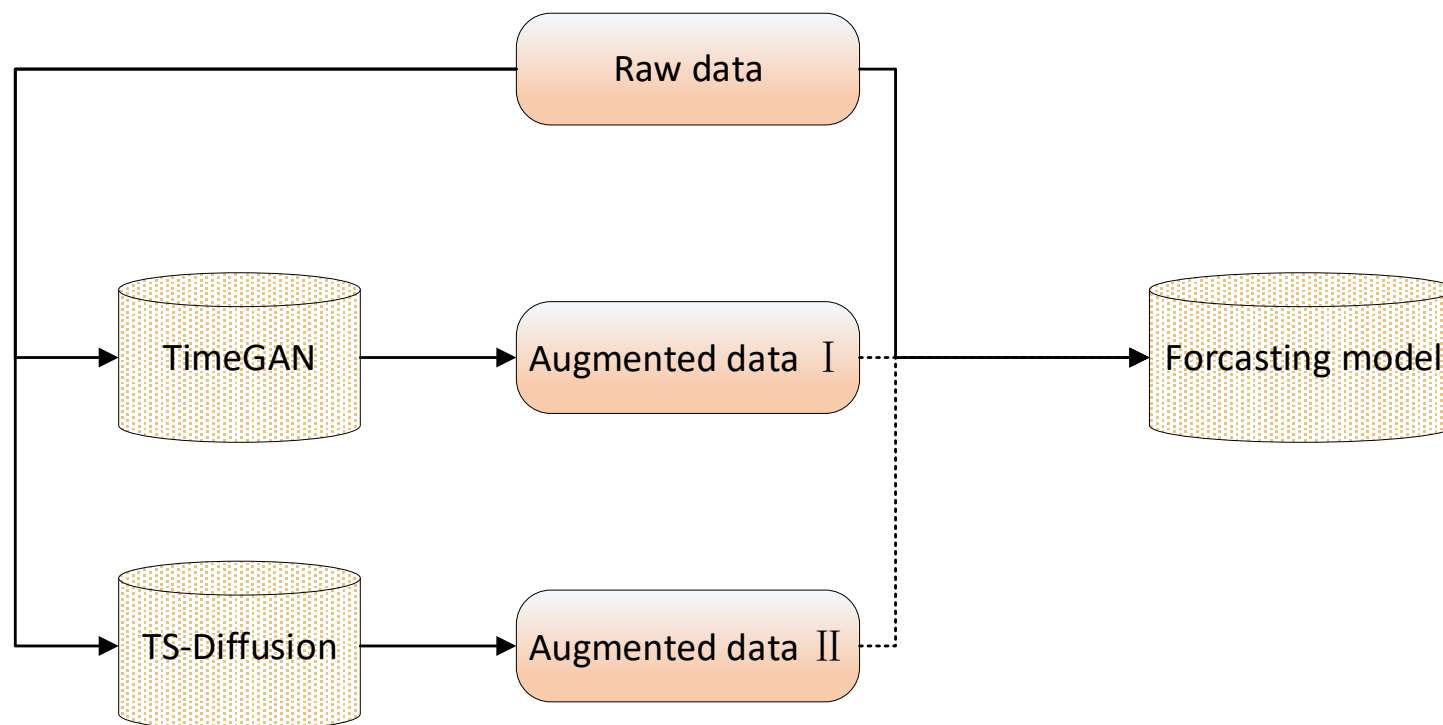 Raw data
TimeGAN
Augmented data Ⅰ
Forcasting model
TS-Diffusion
Augmented data Ⅱ